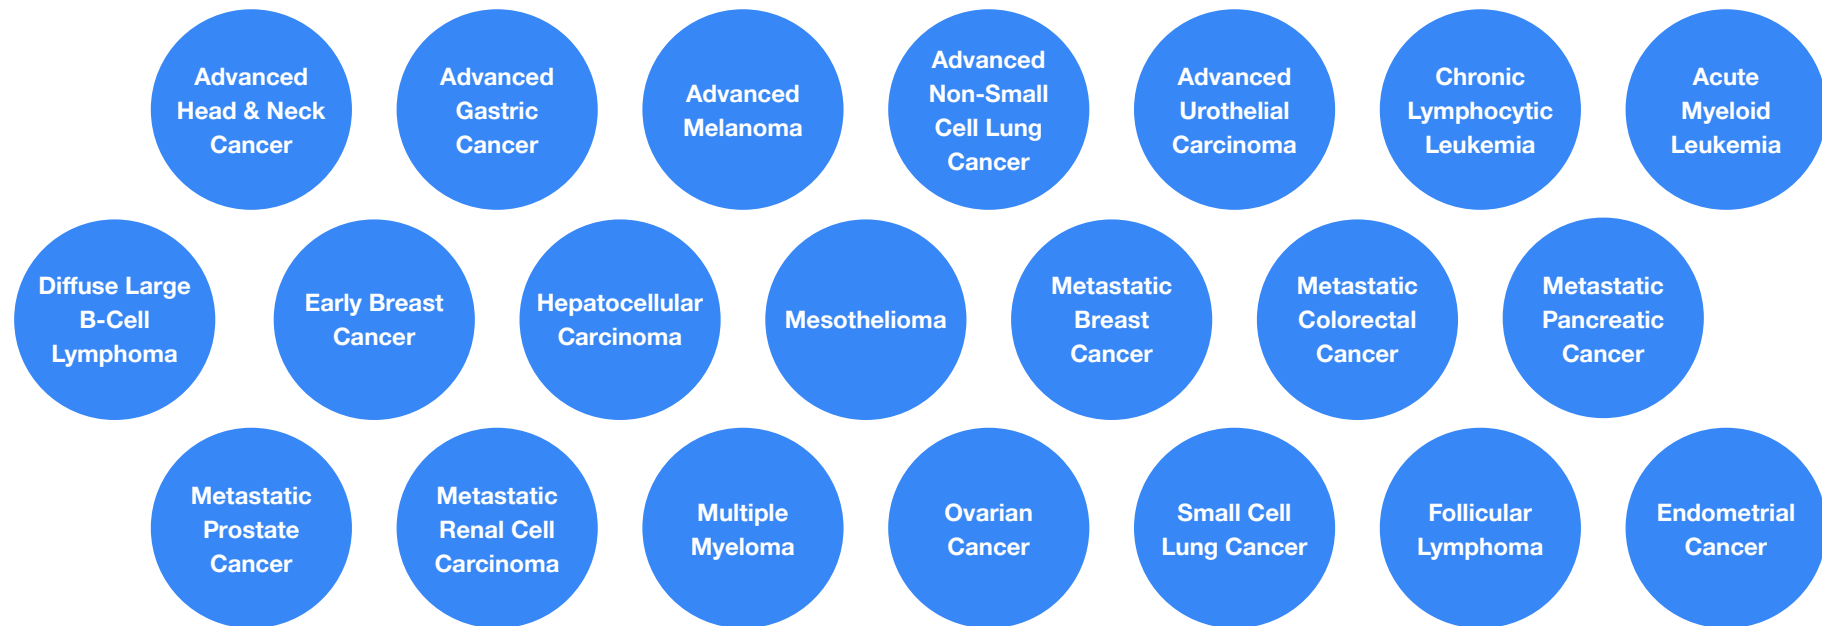 Advanced
Head & Neck
Cancer
Advanced
Gastric
Cancer
Advanced
Melanoma
Advanced
Non-Small
Cell Lung
Cancer
Advanced
Urothelial
Carcinoma
Chronic
Lymphocytic
Leukemia
Acute
Myeloid
Leukemia
Diffuse Large
B-Cell
Lymphoma
Early Breast
Cancer
Hepatocellular
Carcinoma
Mesothelioma
Metastatic
Breast
Cancer
Metastatic
Colorectal
Cancer
Metastatic
Pancreatic
Cancer
Metastatic
Prostate
Cancer
Metastatic
Renal Cell
Carcinoma
Multiple
Myeloma
Ovarian
Cancer
Small Cell
Lung Cancer
Follicular
Lymphoma
Endometrial
Cancer